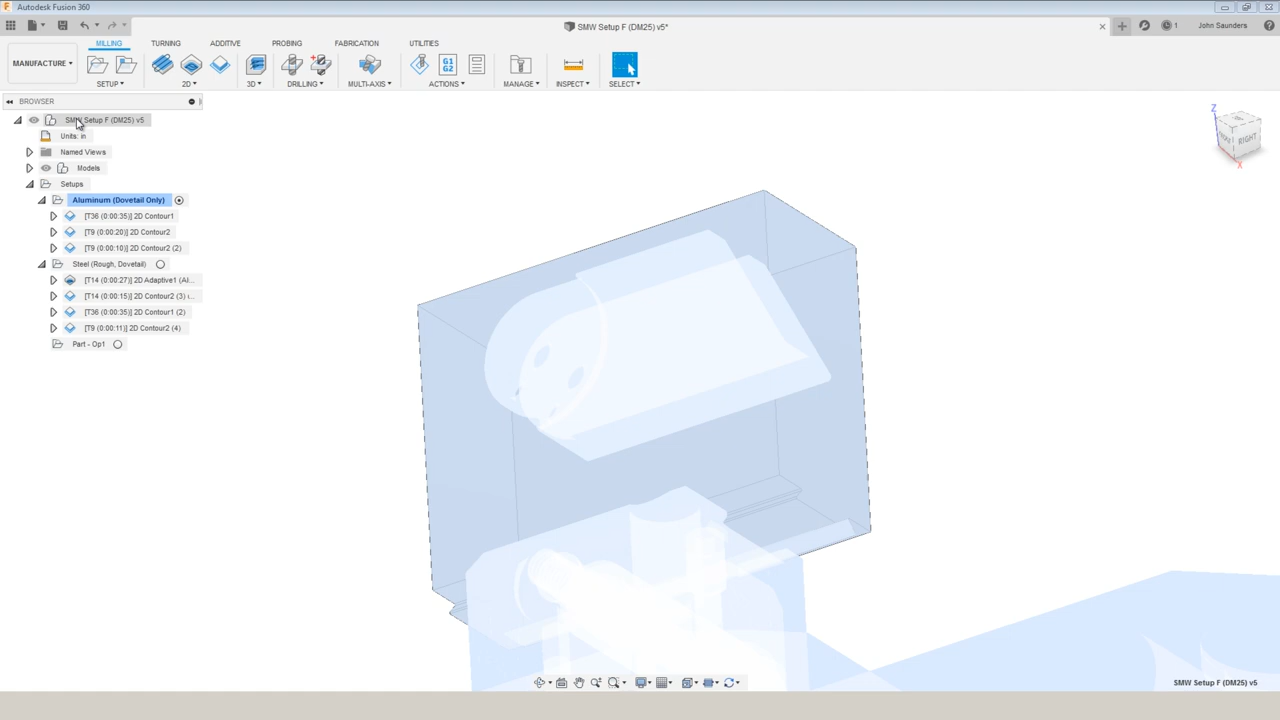 Autodesk Fusion 360
SMW Setup F (DM25) v5*
1
John Saunders
MILLING
TURNING
ADDITIVE
PROBING
FABRICATION
UTILITIES
MANUFACTURE
G1
G2
SETUP
2D
3D
DRILLING
MULTI-AXIS
ACTIONS
MANAGE
INSPECT
SELECT
BROWSER
SMW Setup F (DM25) v5
Units: in
Named Views
Models
Setups
Aluminum (Dovetail Only)
[T36 (0:00:35)] 2D Contour1
[T9 (0:00:20)] 2D Contour2
[T9 (0:00:10)] 2D Contour2 (2)
Steel (Rough, Dovetail)
[T14 (0:00:27)] 2D Adaptive1 (Al...
[T14 (0:00:15)] 2D Contour2 (3) (...
[T36 (0:00:35)] 2D Contour1 (2)
[T9 (0:00:11)] 2D Contour2 (4)
Part - Op1
Z
RIGHT
X
SMW Setup F (DM25) v5